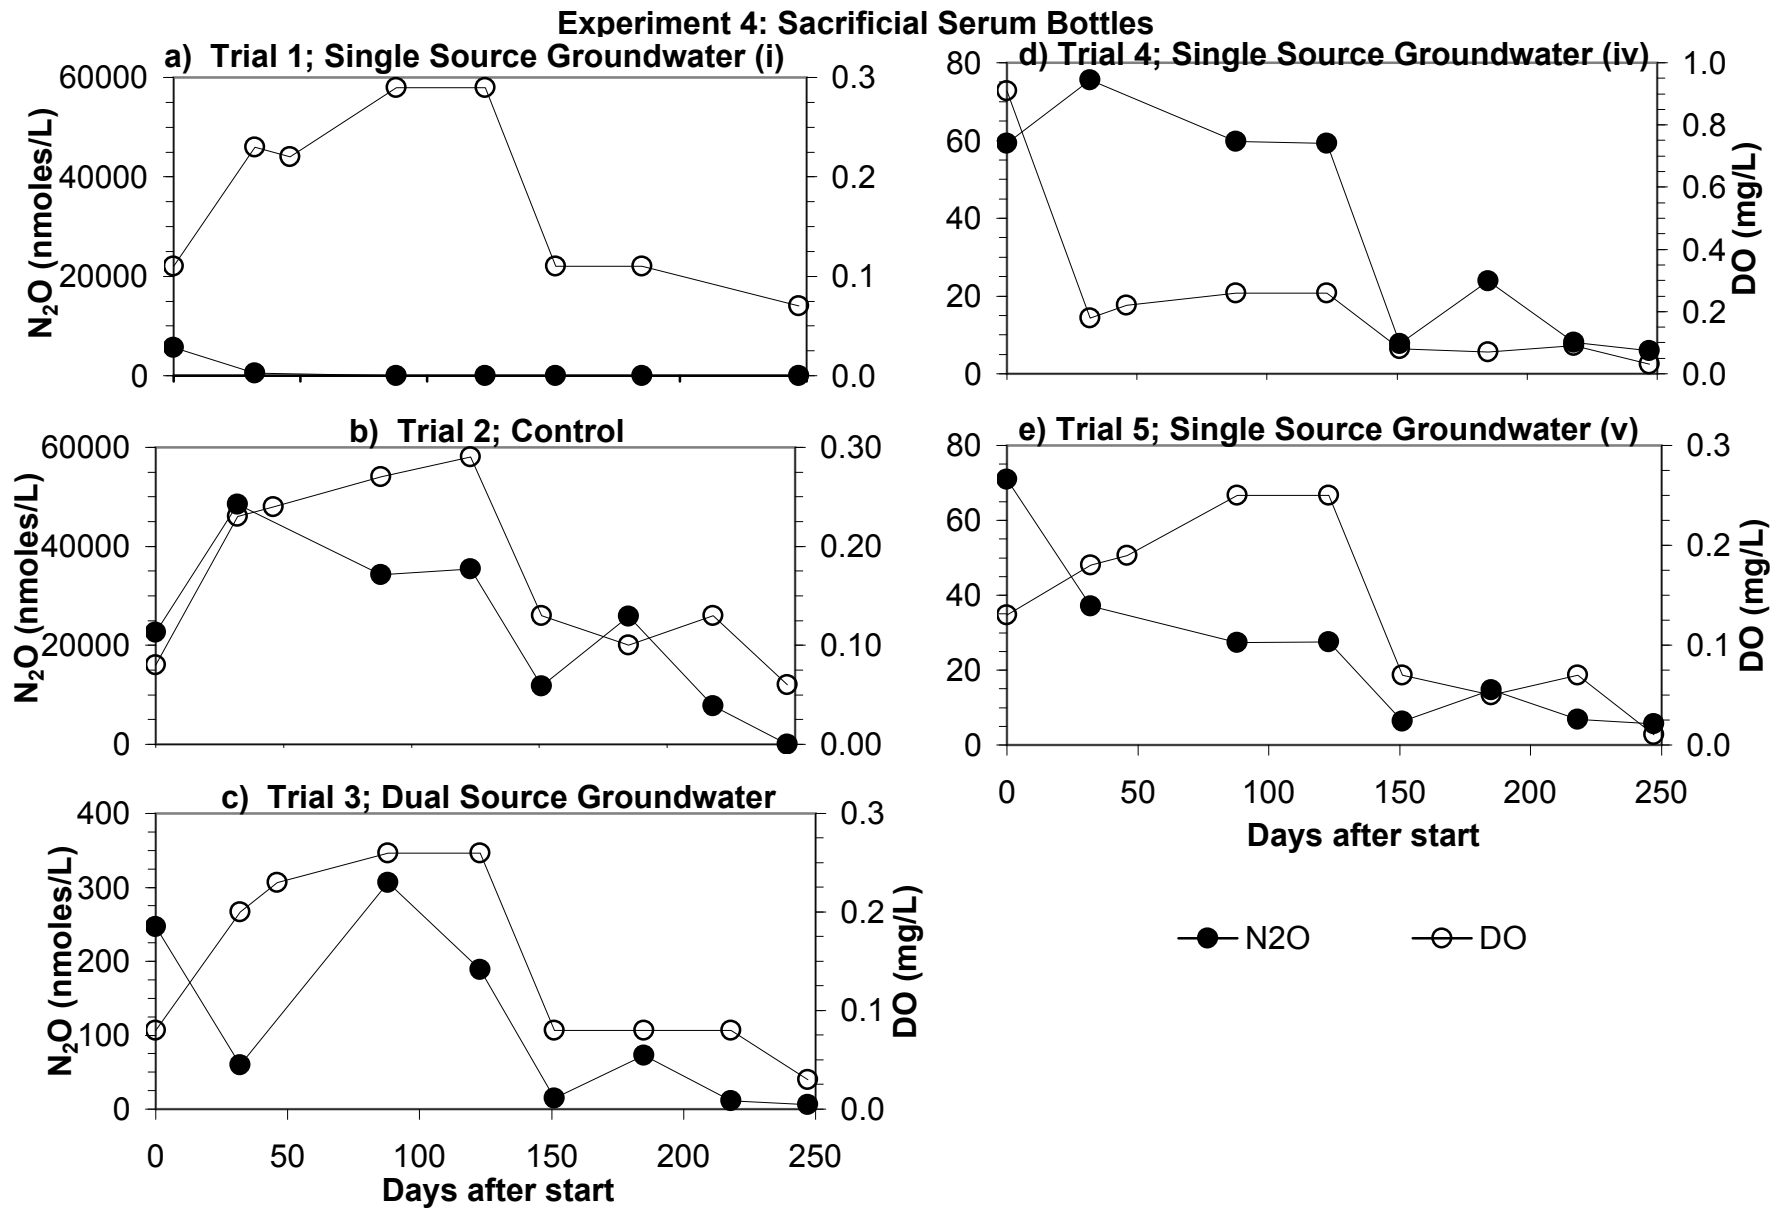 Experiment 4: Sacrificial Serum Bottles
a) Trial 1; Single Source Groundwater (i)
60000
40000
20000
0
N₂O (nmoles/L)
0.3
0.2
0.1
0.0
b) Trial 2; Control
60000
40000
20000
0
N₂O (nmoles/L)
0.30
0.20
0.10
0.00
c) Trial 3; Dual Source Groundwater
400
300
200
100
0
N₂O (nmoles/L)
0.3
0.2
0.1
0.0
DO (mg/L)
0 50 100 150 200 250
Days after start
d) Trial 4; Single Source Groundwater (iv)
80
60
40
20
0
1.0
0.8
0.6
0.4
0.2
0.0
DO (mg/L)
e) Trial 5; Single Source Groundwater (v)
80
60
40
20
0
0.3
0.2
0.1
0.0
DO (mg/L)
0 50 100 150 200 250
Days after start
N2O DO